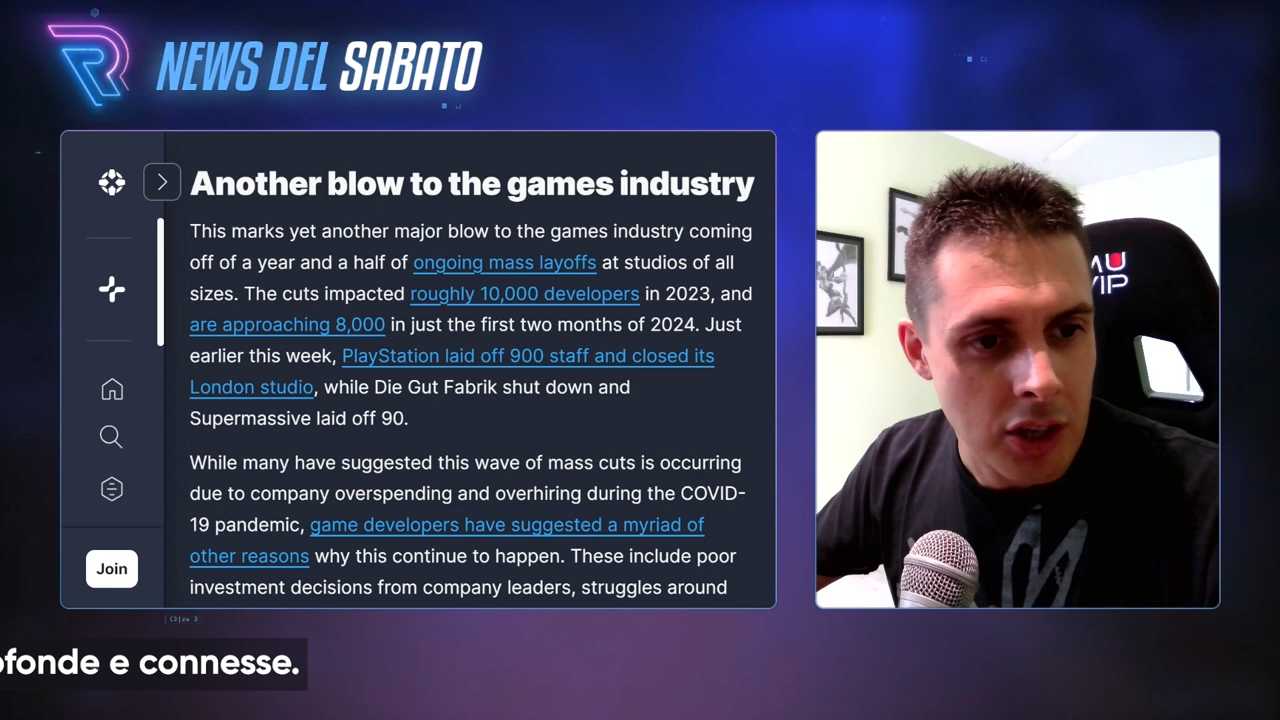 NEWS DEL SABATO
Another blow to the games industry
This marks yet another major blow to the games industry coming
off of a year and a half of ongoing mass layoffs at studios of all
sizes. The cuts impacted roughly 10,000 developers in 2023, and
are approaching 8,000 in just the first two months of 2024. Just
earlier this week, PlayStation laid off 900 staff and closed its
London studio, while Die Gut Fabrik shut down and
Supermassive laid off 90.
While many have suggested this wave of mass cuts is occurring
due to company overspending and overhiring during the COVID-
19 pandemic, game developers have suggested a myriad of
other reasons why this continue to happen. These include poor
investment decisions from company leaders, struggles around
Join
ofonde e connesse.